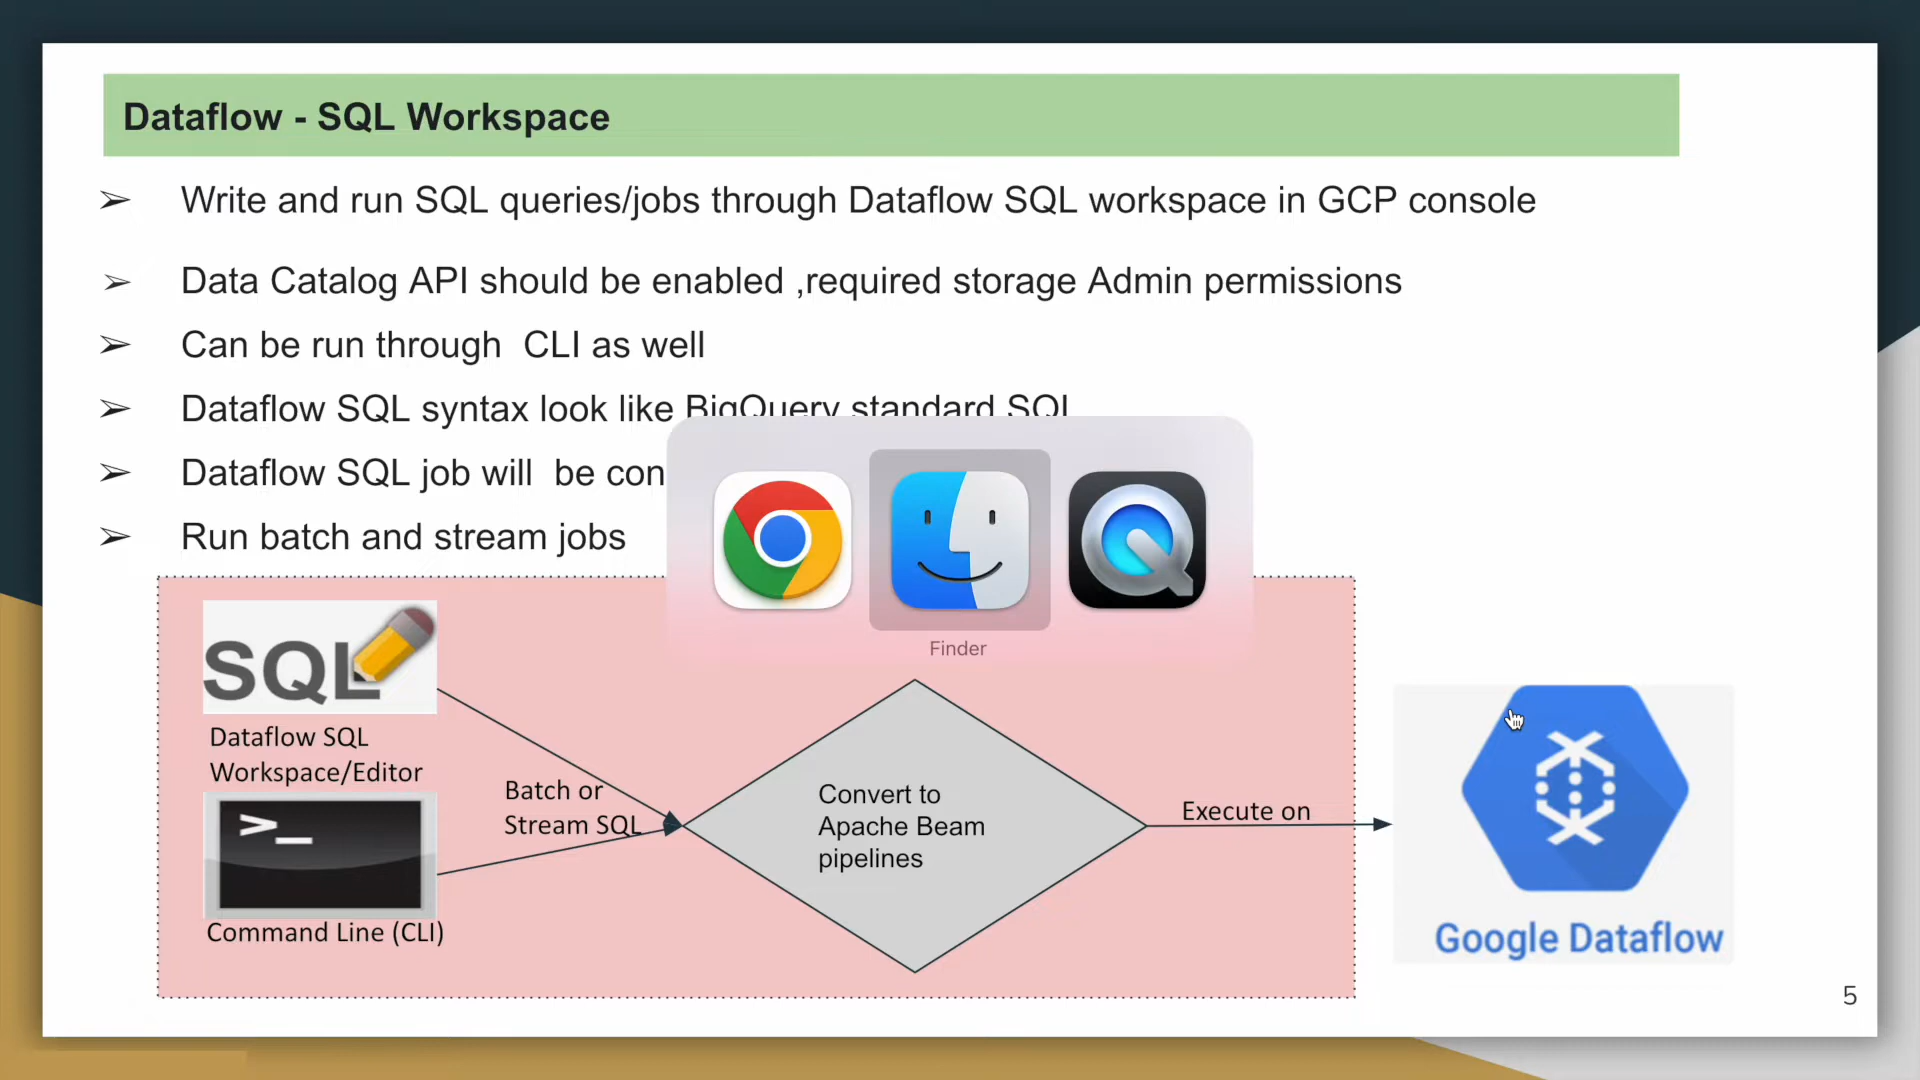 Dataflow - SQL Workspace
➢ Write and run SQL queries/jobs through Dataflow SQL workspace in GCP console
➢ Data Catalog API should be enabled ,required storage Admin permissions
➢ Can be run through CLI as well
➢ Dataflow SQL syntax look like BigQuery standard SQL
➢ Dataflow SQL job will be con
➢ Run batch and stream jobs
Finder
SQL
Dataflow SQL
Workspace/Editor
>_
Command Line (CLI)
Batch or
Stream SQL
Convert to
Apache Beam
pipelines
Execute on
Google Dataflow
5